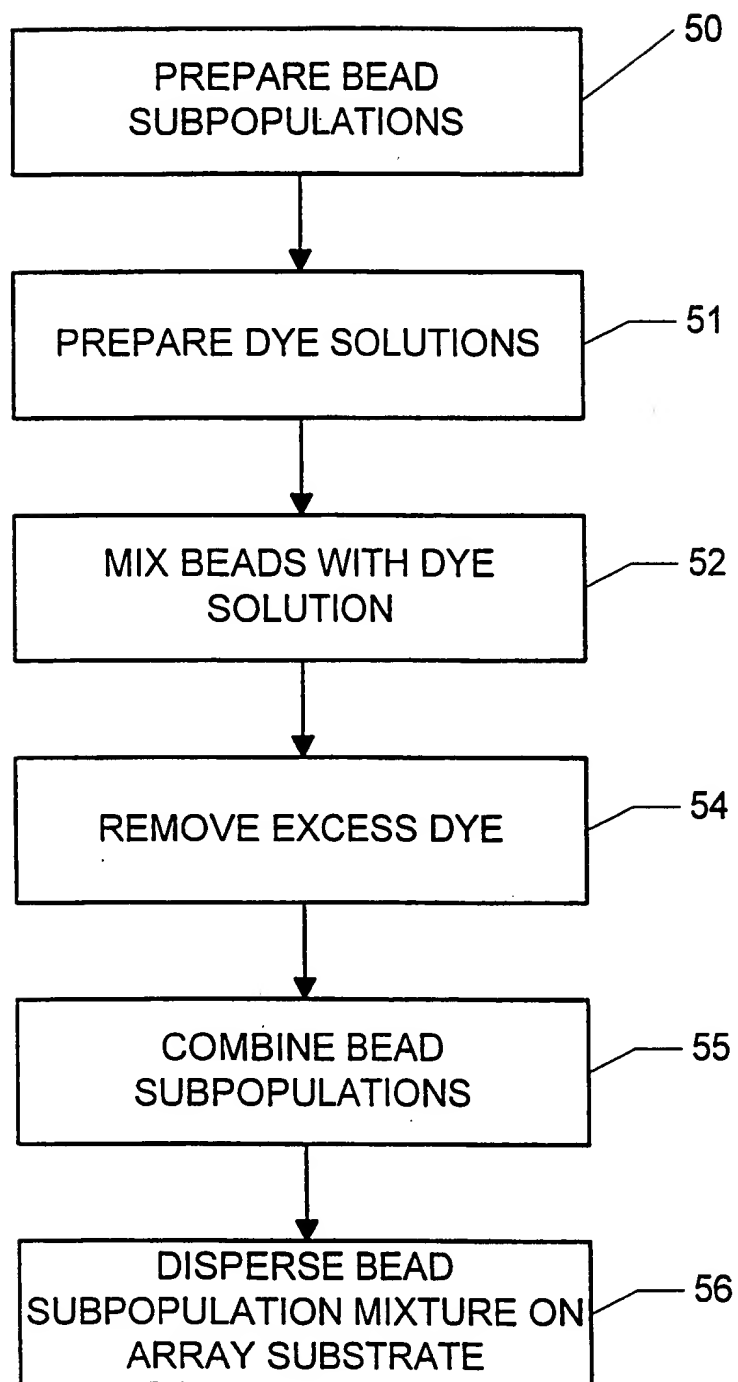 50
PREPARE BEAD
SUBPOPULATIONS
51
PREPARE DYE SOLUTIONS
52
MIX BEADS WITH DYE
SOLUTION
54
REMOVE EXCESS DYE
55
COMBINE BEAD
SUBPOPULATIONS
56
DISPERSE BEAD
SUBPOPULATION MIXTURE ON
ARRAY SUBSTRATE